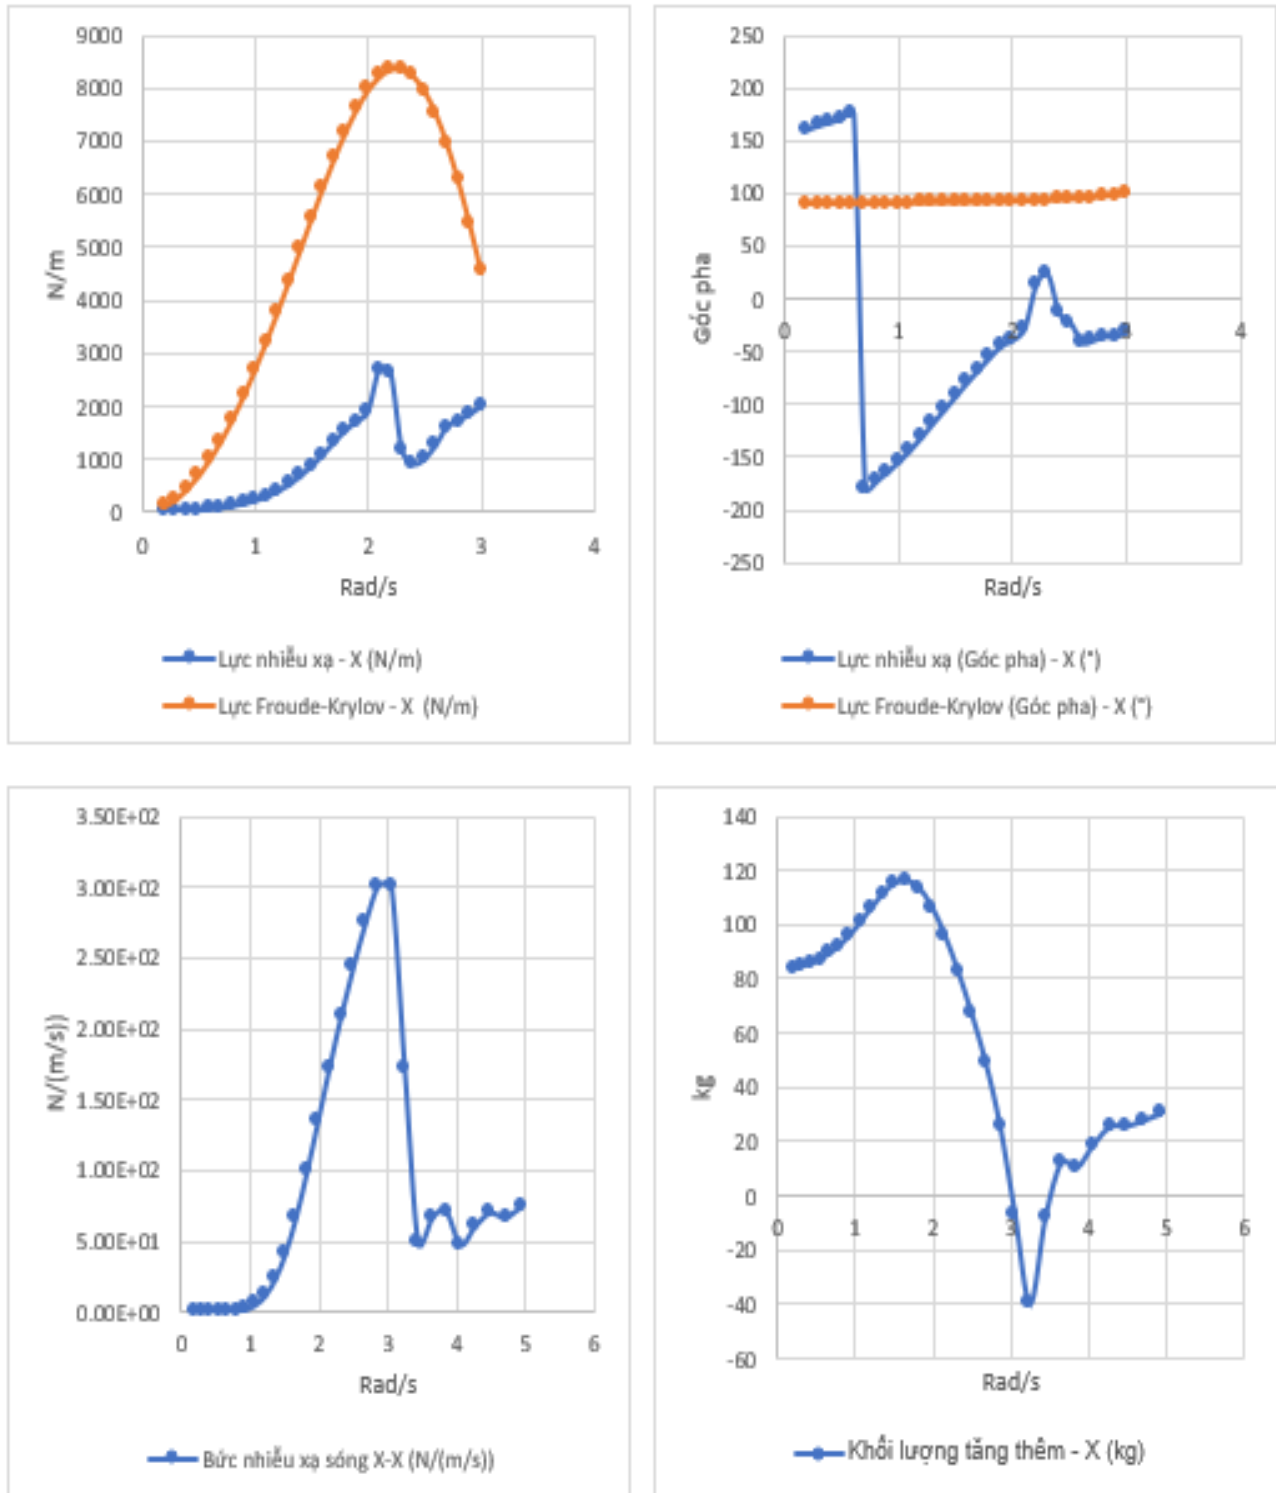 9000
8000
7000
6000
5000
4000
3000
2000
1000
0
N/m
0 1 2 3 4
Rad/s
Lực nhiễu xạ - X (N/m)
Lực Froude-Krylov - X (N/m)
250
200
150
100
50
0
-50
-100
-150
-200
-250
Góc pha
0 1 2 3 4
Rad/s
Lực nhiễu xạ (Góc pha) - X (°)
Lực Froude-Krylov (Góc pha) - X (°)
3.50E+02
3.00E+02
2.50E+02
2.00E+02
1.50E+02
1.00E+02
5.00E+01
0.00E+00
N/(m/s))
0 1 2 3 4 5 6
Rad/s
Bức nhiễu xạ sóng X-X (N/(m/s))
140
120
100
80
60
40
20
0
-20
-40
-60
kg
0 1 2 3 4 5 6
Rad/s
Khối lượng tăng thêm - X (kg)